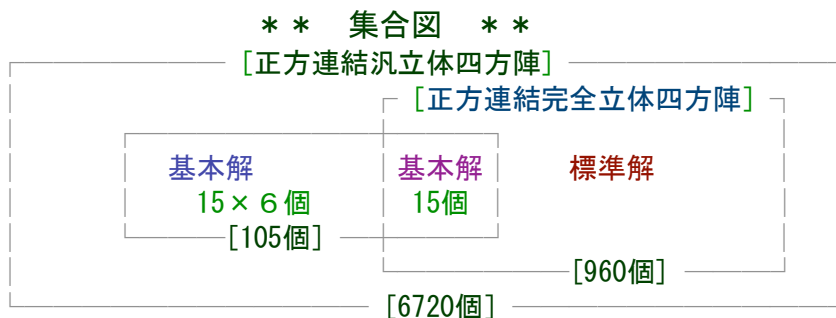 ** 集合図 **
[正方連結汎立体四方陣]
[正方連結完全立体四方陣]
基本解 基本解 標準解
15×6個 15個
[105個]
[960個]
[6720個]